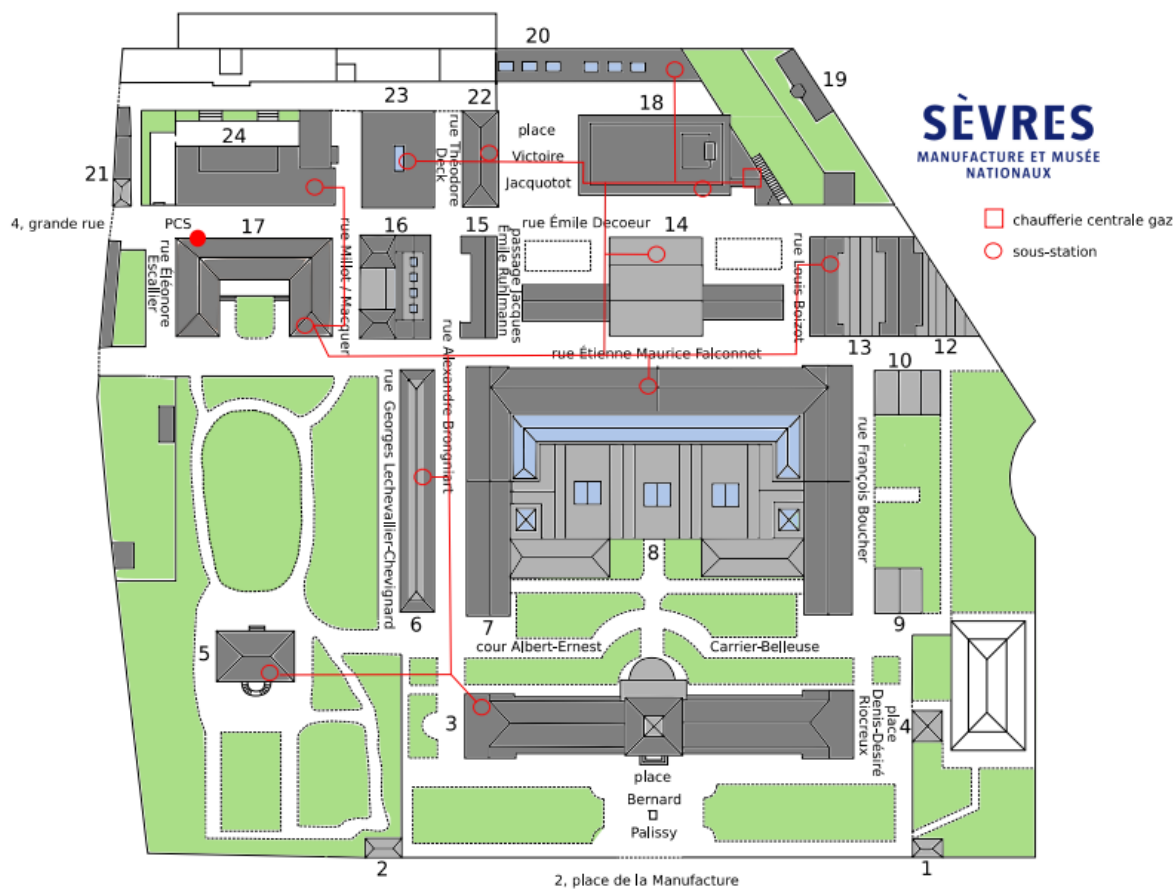 20
19
SÈVRES
MANUFACTURE ET MUSÉE
NATIONAUX
23
22
18
24
rue Théodore
Deck
place
Victoire
Jacquotot
21
4, grande rue
PCS
17
16
15
rue Émile Decoeur
14
chaufferie centrale gaz
sous-station
rue Éléonore
Escallier
rue Millot / Macquer
passage Jacques
Émile Ruhlmann
rue Louis Boizot
13
12
rue Étienne Maurice Falconnet
10
rue Georges Lechevallier-Chevignard
rue Alexandre Brongniart
rue François Boucher
8
6
7
9
5
cour Albert-Ernest
Carrier-Belleuse
3
place
Denis-Désiré
Riocreux
4
place
Bernard
Palissy
2
1
2, place de la Manufacture